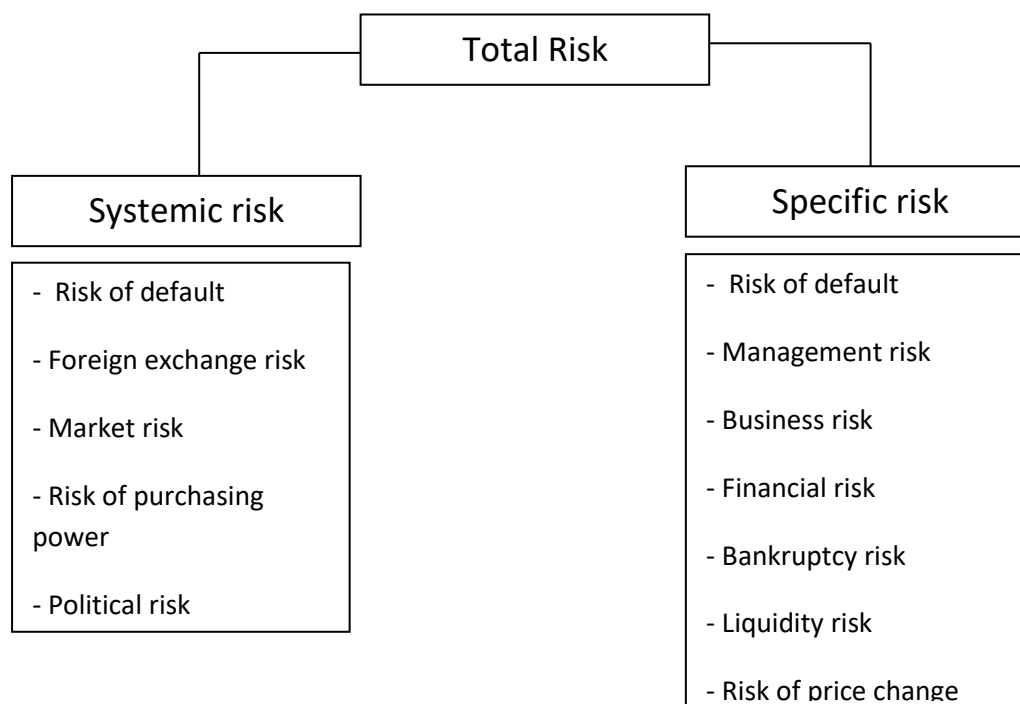 Total Risk
Systemic risk
- Risk of default
- Foreign exchange risk
- Market risk
- Risk of purchasing
power
- Political risk
Specific risk
- Risk of default
- Management risk
- Business risk
- Financial risk
- Bankruptcy risk
- Liquidity risk
- Risk of price change